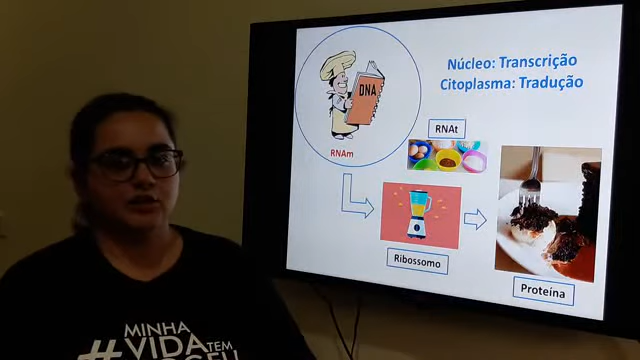 Núcleo: Transcrição
Citoplasma: Tradução
DNA
RNAm
RNAt
Ribossomo
Proteína
MINHA
#VIDA TEM